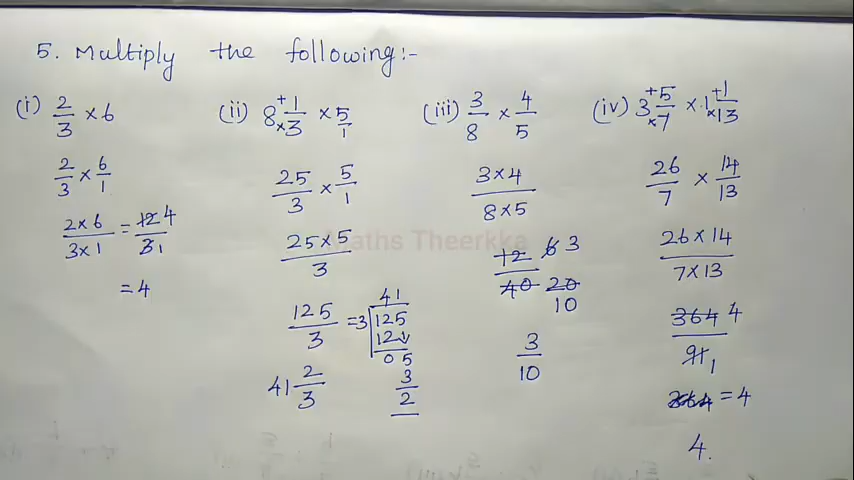 5. Multiply the following:-
(i) 2/3 × 6
2/3 × 6/1
2×6/3×1 = 12 4/3 1
= 4
(ii) 8 ×+ 1/3 × 5/1
25/3 × 5/1
25×5/3
125/3 = 3 125 41
12↓
0 5
3
2
41 2/3
(iii) 3/8 × 4/5
3×4/8×5
12 6 3/40 20 10
3/10
(iv) 3 ×+ 5/7 × 1 ×+ 1/13
26/7 × 14/13
26×14/7×13
364 4/91 1
364 = 4
4.
Maths Theerkka